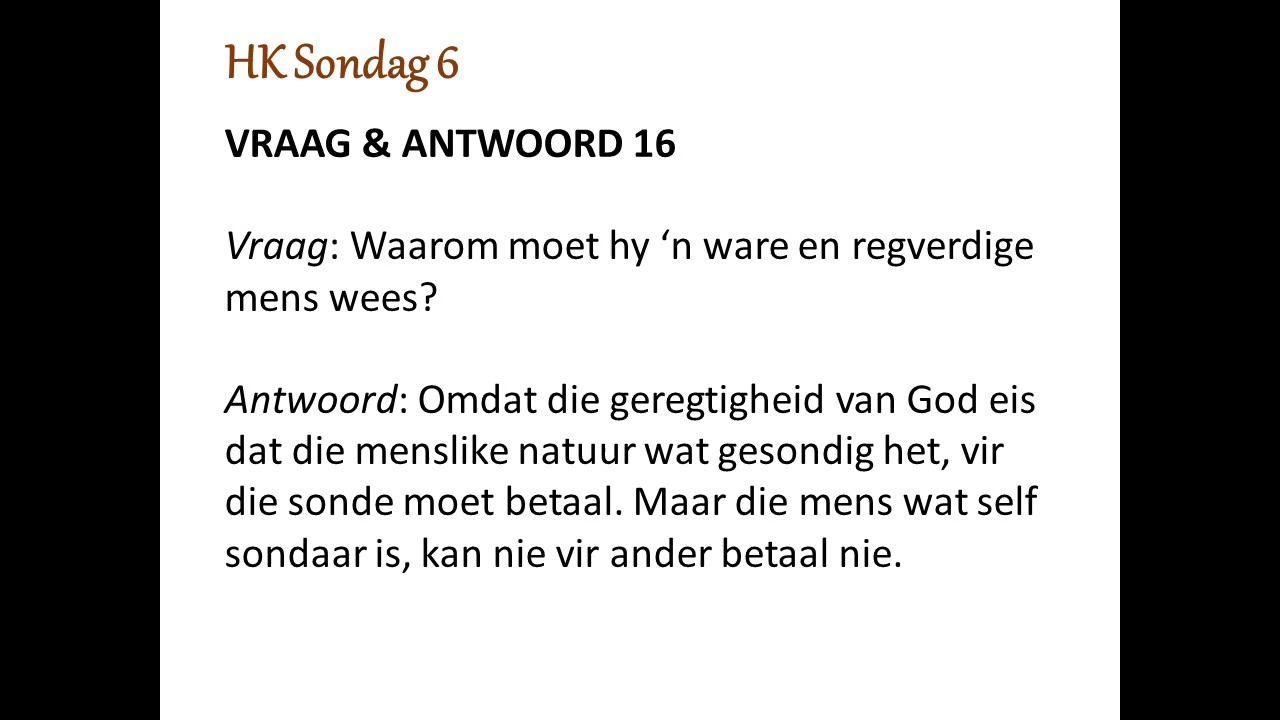 HK Sondag 6
VRAAG & ANTWOORD 16
Vraag: Waarom moet hy ‘n ware en regverdige
mens wees?
Antwoord: Omdat die geregtigheid van God eis
dat die menslike natuur wat gesondig het, vir
die sonde moet betaal. Maar die mens wat self
sondaar is, kan nie vir ander betaal nie.